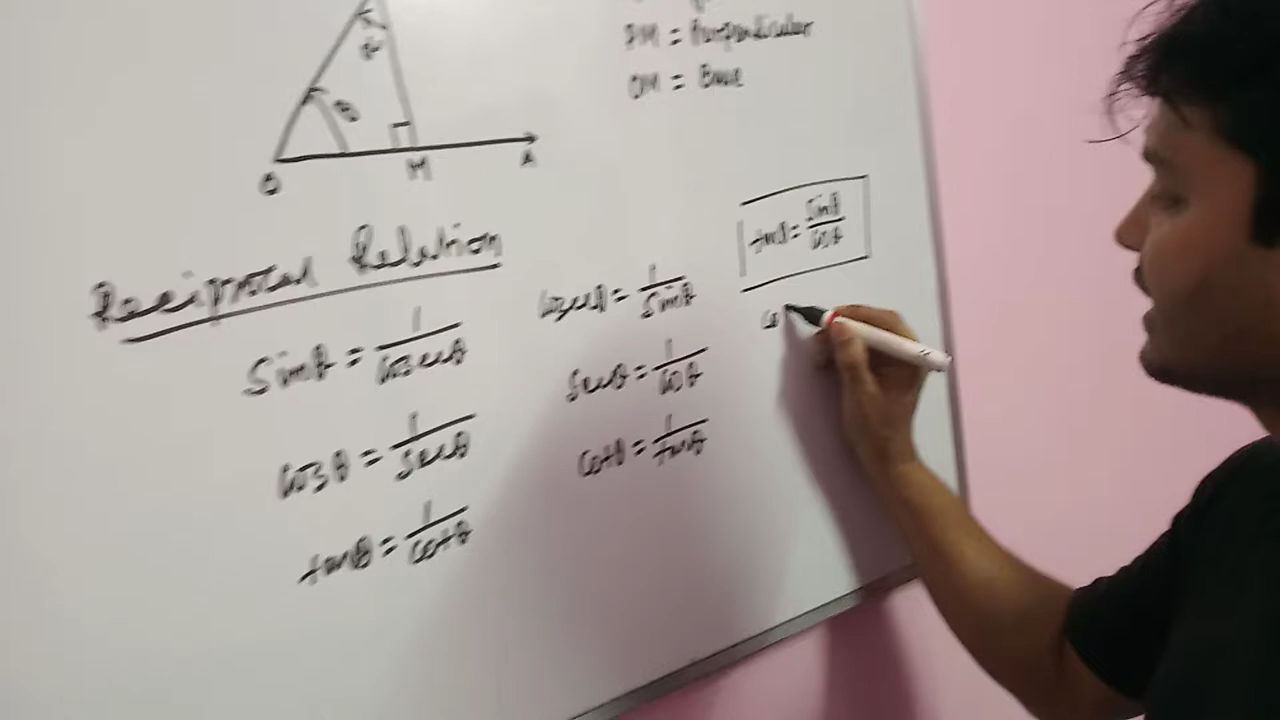 PM = Perpendicular
OM = Base
θ
O
M
A
Reciprocal Relation
sinθ = 1/cosecθ
cosθ = 1/secθ
tanθ = 1/cotθ
cosecθ = 1/sinθ
secθ = 1/cosθ
cotθ = 1/tanθ
tanθ = sinθ/cosθ
co